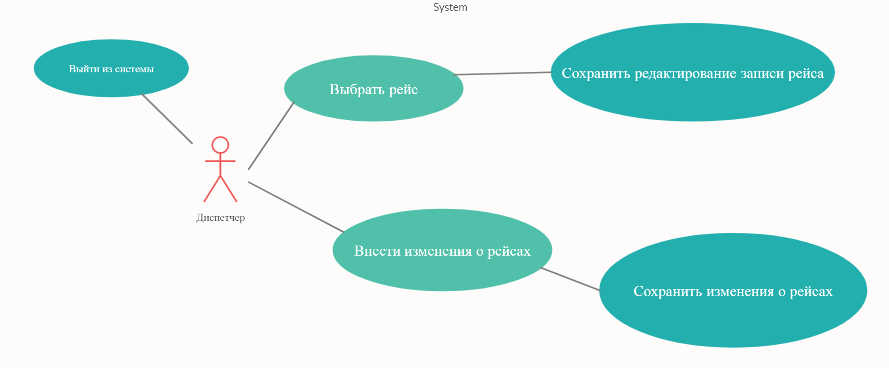 System
Выйти из системы
Выбрать рейс
Сохранить редактирование записи рейса
Диспетчер
Внести изменения о рейсах
Сохранить изменения о рейсах